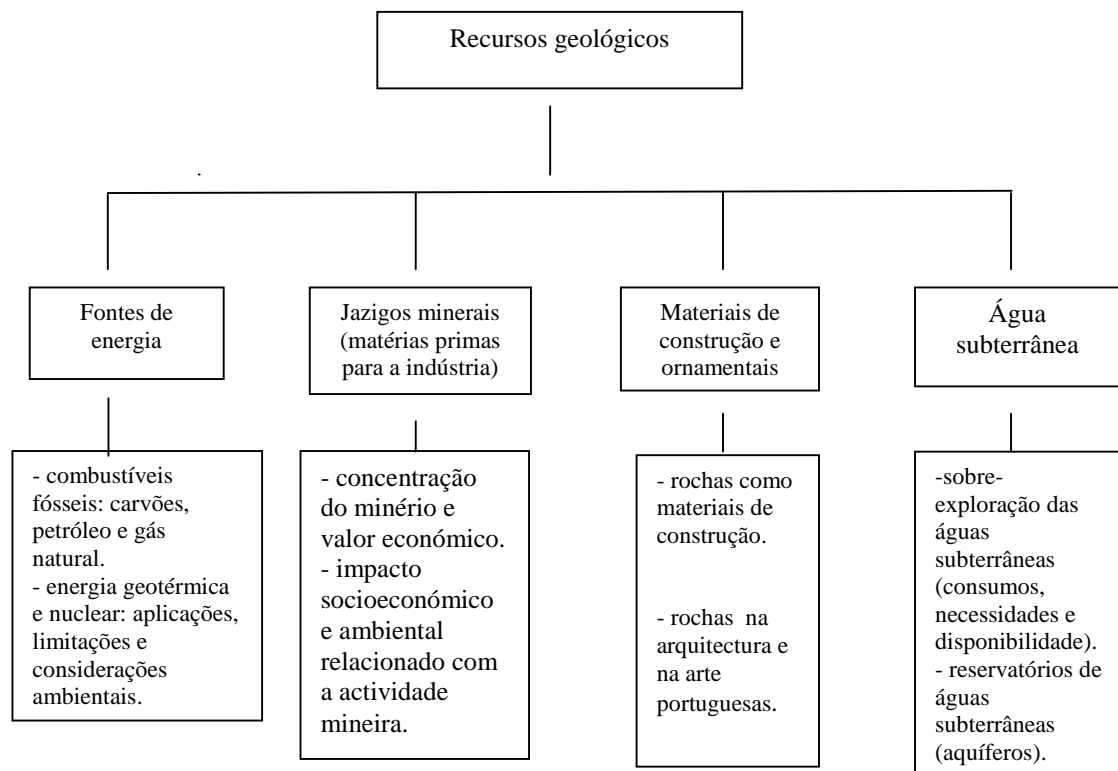 Recursos geológicos
Fontes de
energia
Jazigos minerais
(matérias primas
para a indústria)
Materiais de
construção e
ornamentais
Água
subterrânea
- combustíveis
fósseis: carvões,
petróleo e gás
natural.
- energia geotérmica
e nuclear: aplicações,
limitações e
considerações
ambientais.
- concentração
do minério e
valor económico.
- impacto
socioeconómico
e ambiental
relacionado com
a actividade
mineira.
- rochas como
materiais de
construção.
- rochas na
arquitectura e
na arte
portuguesas.
-sobre-
exploração das
águas
subterrâneas
(consumos,
necessidades e
disponibilidade).
- reservatórios de
águas
subterrâneas
(aquíferos).